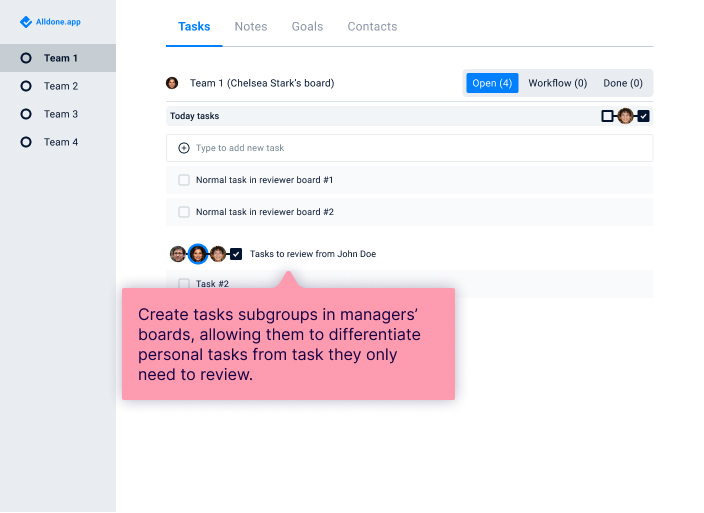 Alldone.app
Tasks Notes Goals Contacts
Team 1
Team 2
Team 3
Team 4
Team 1 (Chelsea Stark's board) Open (4) Workflow (0) Done (0)
Today tasks
Type to add new task
Normal task in reviewer board #1
Normal task in reviewer board #2
Tasks to review from John Doe
Task #2
Create tasks subgroups in managers’
boards, allowing them to differentiate
personal tasks from task they only
need to review.